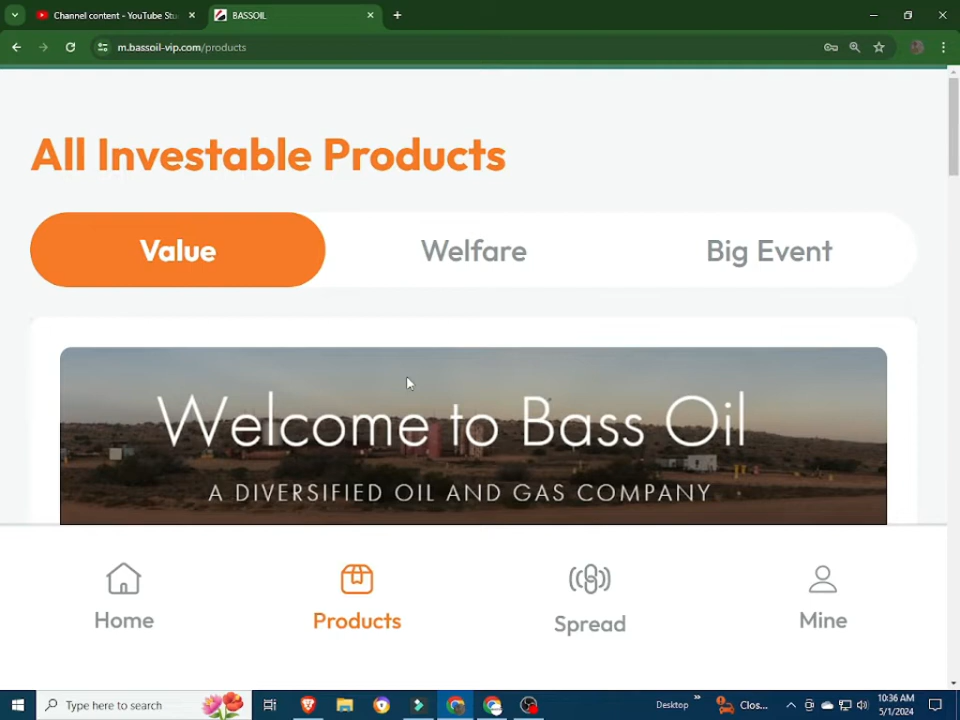 Channel content - YouTube Stu
BASSOIL
m.bassoil-vip.com/products
All Investable Products
Value
Welfare
Big Event
Welcome to Bass Oil
A DIVERSIFIED OIL AND GAS COMPANY
Home
Products
Spread
Mine
Type here to search
Desktop
Clos...
10:36 AM
5/1/2024